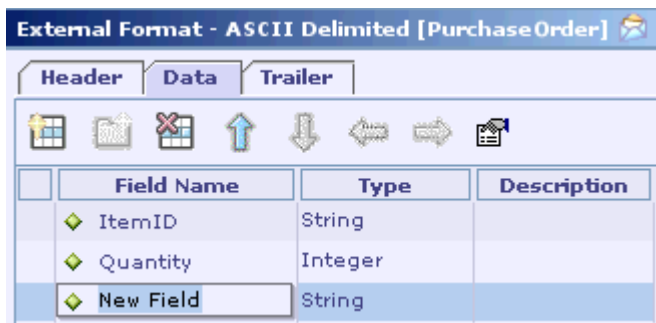 External Format - ASCII Delimited [PurchaseOrder]
Header Data Trailer
Field Name Type Description
ItemID String
Quantity Integer
New Field String